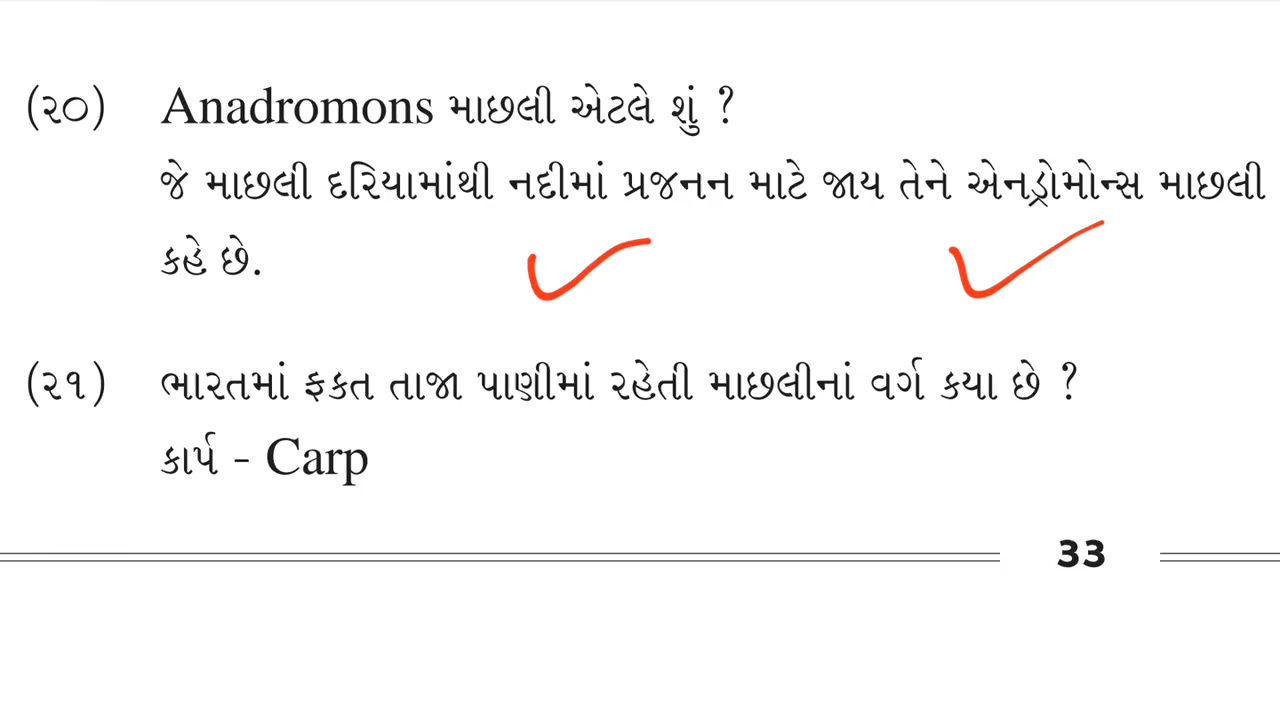 (૨૦) Anadromons માછલી એટલે શું ?
જે માછલી દરિયામાંથી નદીમાં પ્રજનન માટે જાય તેને એનડ્રોમોન્સ માછલી
કહે છે.
(૨૧) ભારતમાં ફકત તાજા પાણીમાં રહેતી માછલીનાં વર્ગ કયા છે ?
કાર્પ - Carp
33